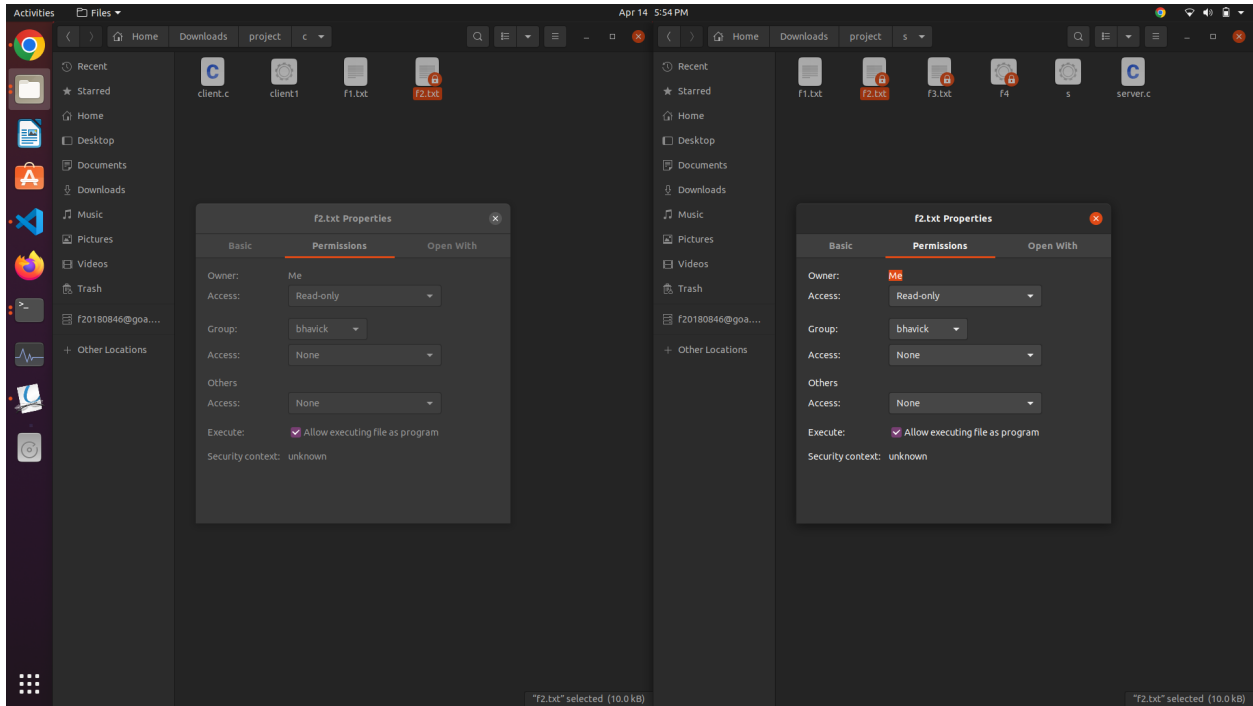 Activities Files Apr 14 5:54 PM
Home Downloads project c
Recent
Starred
Home
Desktop
Documents
Downloads
Music
Pictures
Videos
Trash
f20180846@goa....
+ Other Locations
client.c client1 f1.txt f2.txt
f2.txt Properties
Basic Permissions Open With
Owner: Me
Access: Read-only
Group: bhavick
Access: None
Others
Access: None
Execute: Allow executing file as program
Security context: unknown
"f2.txt" selected (10.0 kB)
Home Downloads project s
Recent
Starred
Home
Desktop
Documents
Downloads
Music
Pictures
Videos
Trash
f20180846@goa....
+ Other Locations
f1.txt f2.txt f3.txt f4 s server.c
f2.txt Properties
Basic Permissions Open With
Owner: Me
Access: Read-only
Group: bhavick
Access: None
Others
Access: None
Execute: Allow executing file as program
Security context: unknown
"f2.txt" selected (10.0 kB)